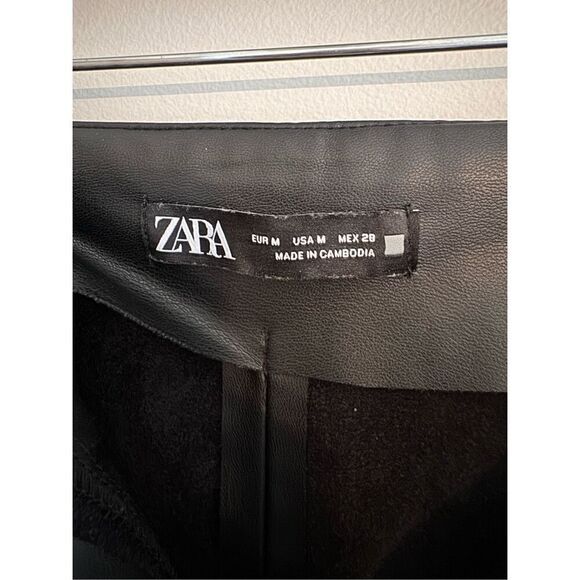 ZARA
EUR M USA M MEX 28
MADE IN CAMBODIA